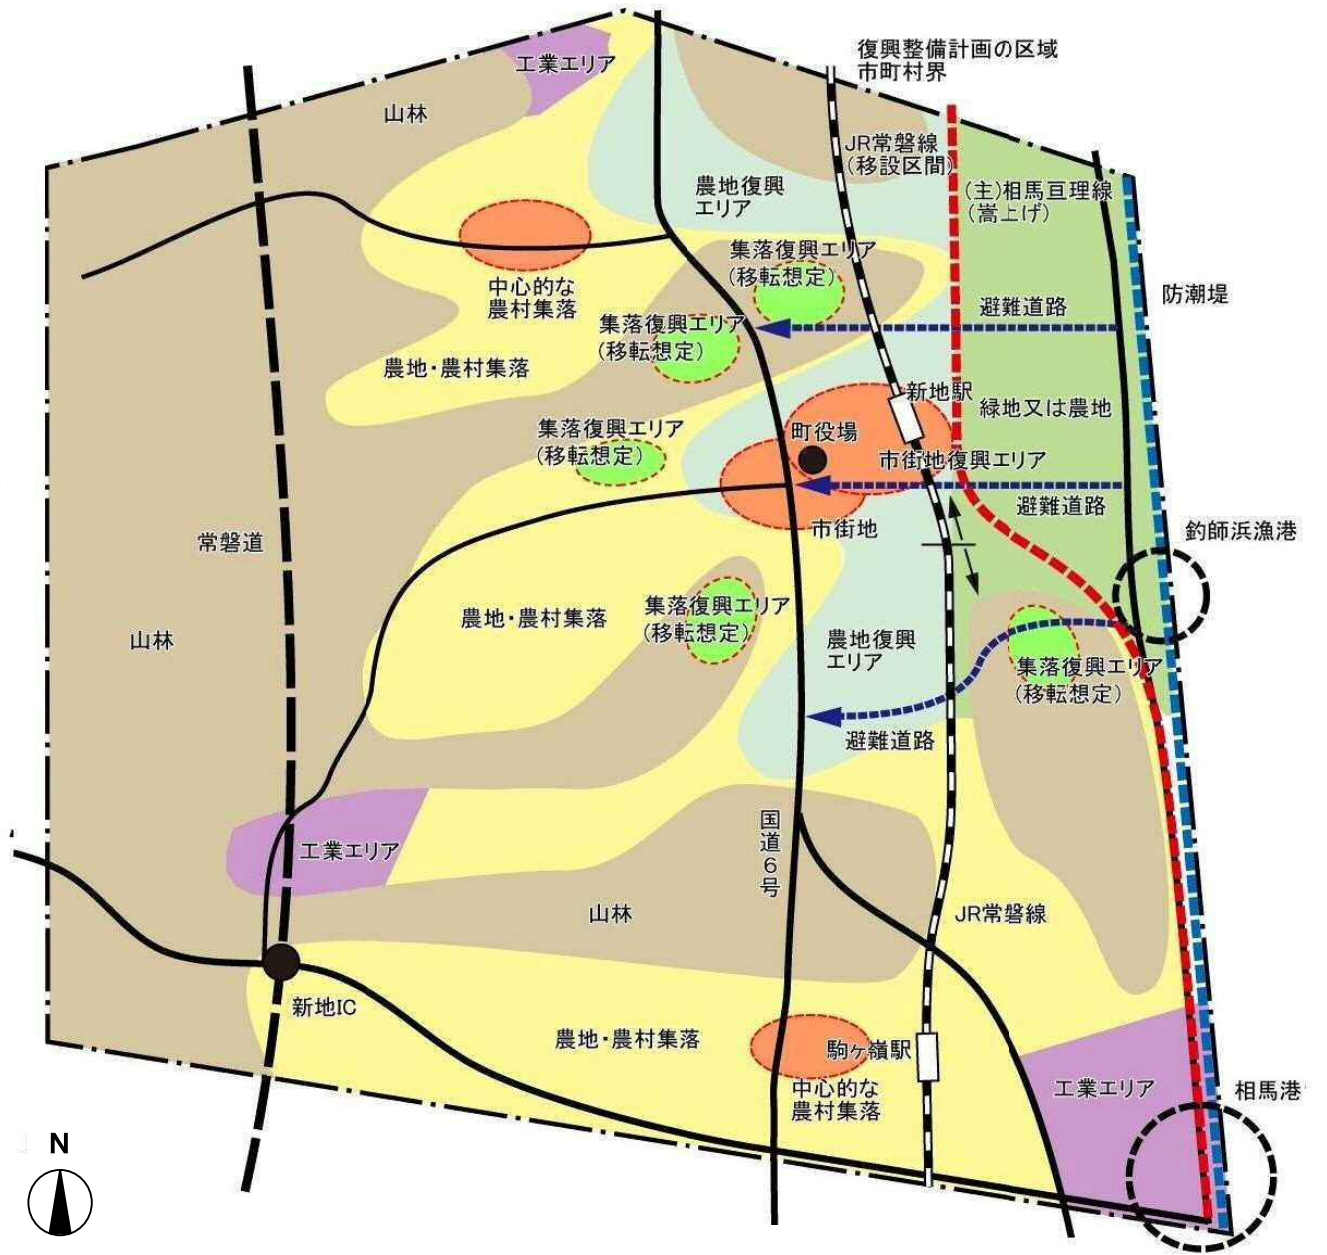 復興整備計画の区域
市町村界
工業エリア
山林
JR常磐線
(移設区間)
農地復興
エリア
(主)相馬亘理線
(嵩上げ)
集落復興エリア
(移転想定)
中心的な
農村集落
防潮堤
避難道路
集落復興エリア
(移転想定)
農地・農村集落
新地駅
緑地又は農地
集落復興エリア
(移転想定)
町役場
市街地復興エリア
避難道路
市街地
常磐道
釣師浜漁港
農地・農村集落
集落復興エリア
(移転想定)
山林
農地復興
エリア
集落復興エリア
(移転想定)
避難道路
国道6号
工業エリア
山林
JR常磐線
新地IC
農地・農村集落
駒ヶ嶺駅
中心的な
農村集落
工業エリア
相馬港
N